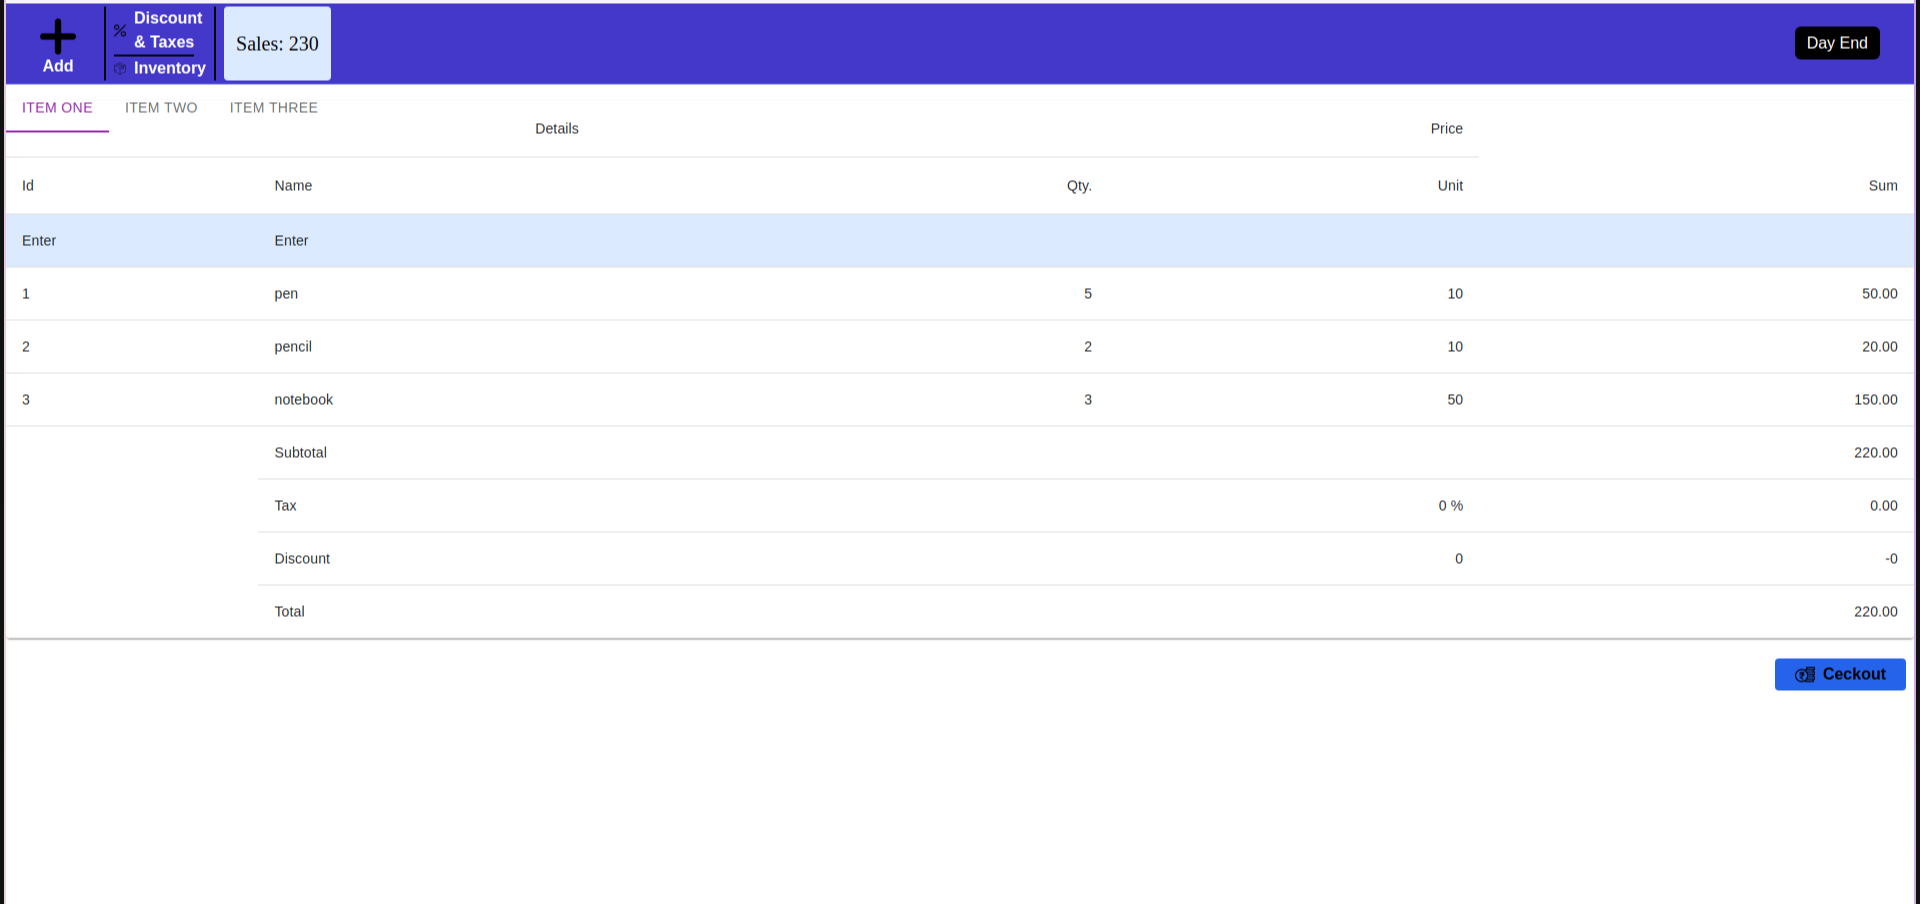 Add
Discount
& Taxes
Inventory
Sales: 230
Day End
ITEM ONE ITEM TWO ITEM THREE
Details Price
Id Name Qty. Unit Sum
Enter Enter
1 pen 5 10 50.00
2 pencil 2 10 20.00
3 notebook 3 50 150.00
Subtotal 220.00
Tax 0 % 0.00
Discount 0 -0
Total 220.00
Ceckout